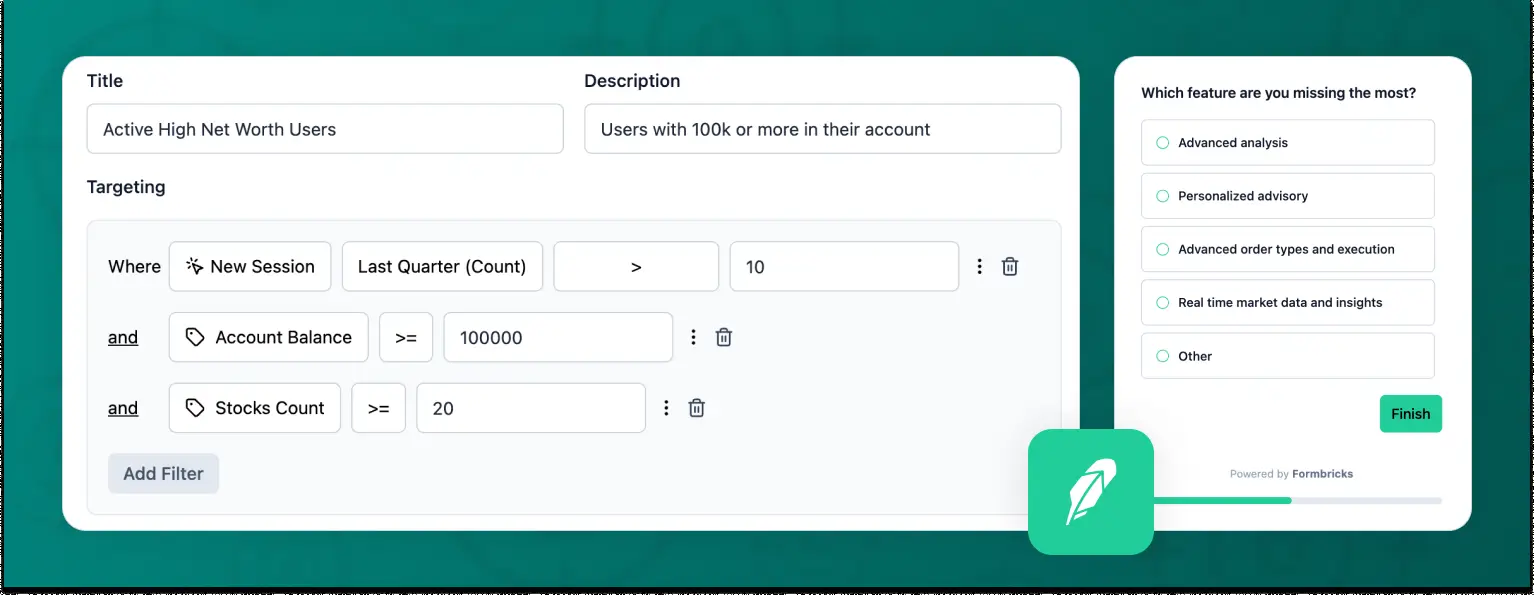 Title
Description
Active High Net Worth Users
Users with 100k or more in their account
Targeting
Where New Session Last Quarter (Count) > 10
and Account Balance >= 100000
and Stocks Count >= 20
Add Filter
Which feature are you missing the most?
Advanced analysis
Personalized advisory
Advanced order types and execution
Real time market data and insights
Other
Finish
Powered by Formbricks